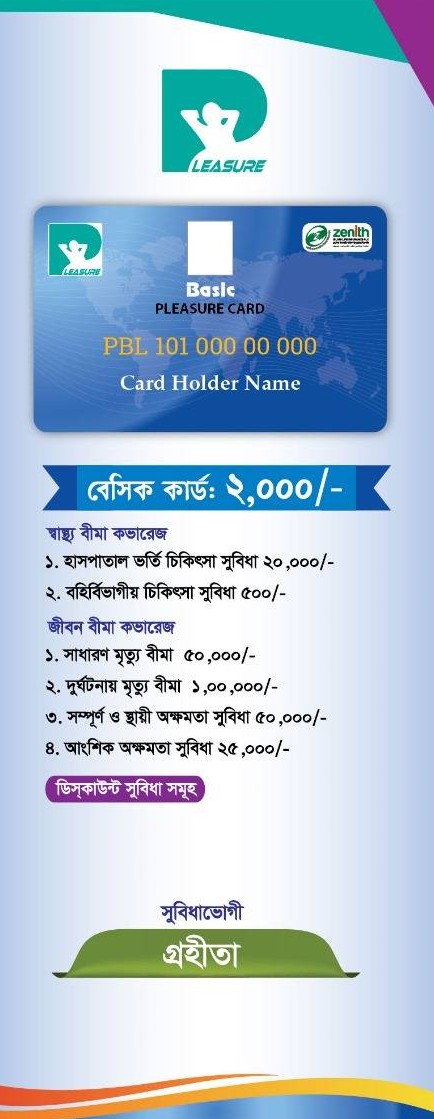 PLEASURE
PLEASURE
zenith
Basic
PLEASURE CARD
PBL 101 000 00 000
Card Holder Name
বেসিক কার্ড: ২,০০০/-
স্বাস্থ্য বীমা কভারেজ
১. হাসপাতাল ভর্তি চিকিৎসা সুবিধা ২০,০০০/-
২. বহির্বিভাগীয় চিকিৎসা সুবিধা ৫০০/-
জীবন বীমা কভারেজ
১. সাধারণ মৃত্যু বীমা ৫০,০০০/-
২. দুর্ঘটনায় মৃত্যু বীমা ১,০০,০০০/-
৩. সম্পূর্ণ ও স্থায়ী অক্ষমতা সুবিধা ৫০,০০০/-
৪. আংশিক অক্ষমতা সুবিধা ২৫,০০০/-
ডিস্কাউন্ট সুবিধা সমূহ
সুবিধাভোগী
গ্রহীতা